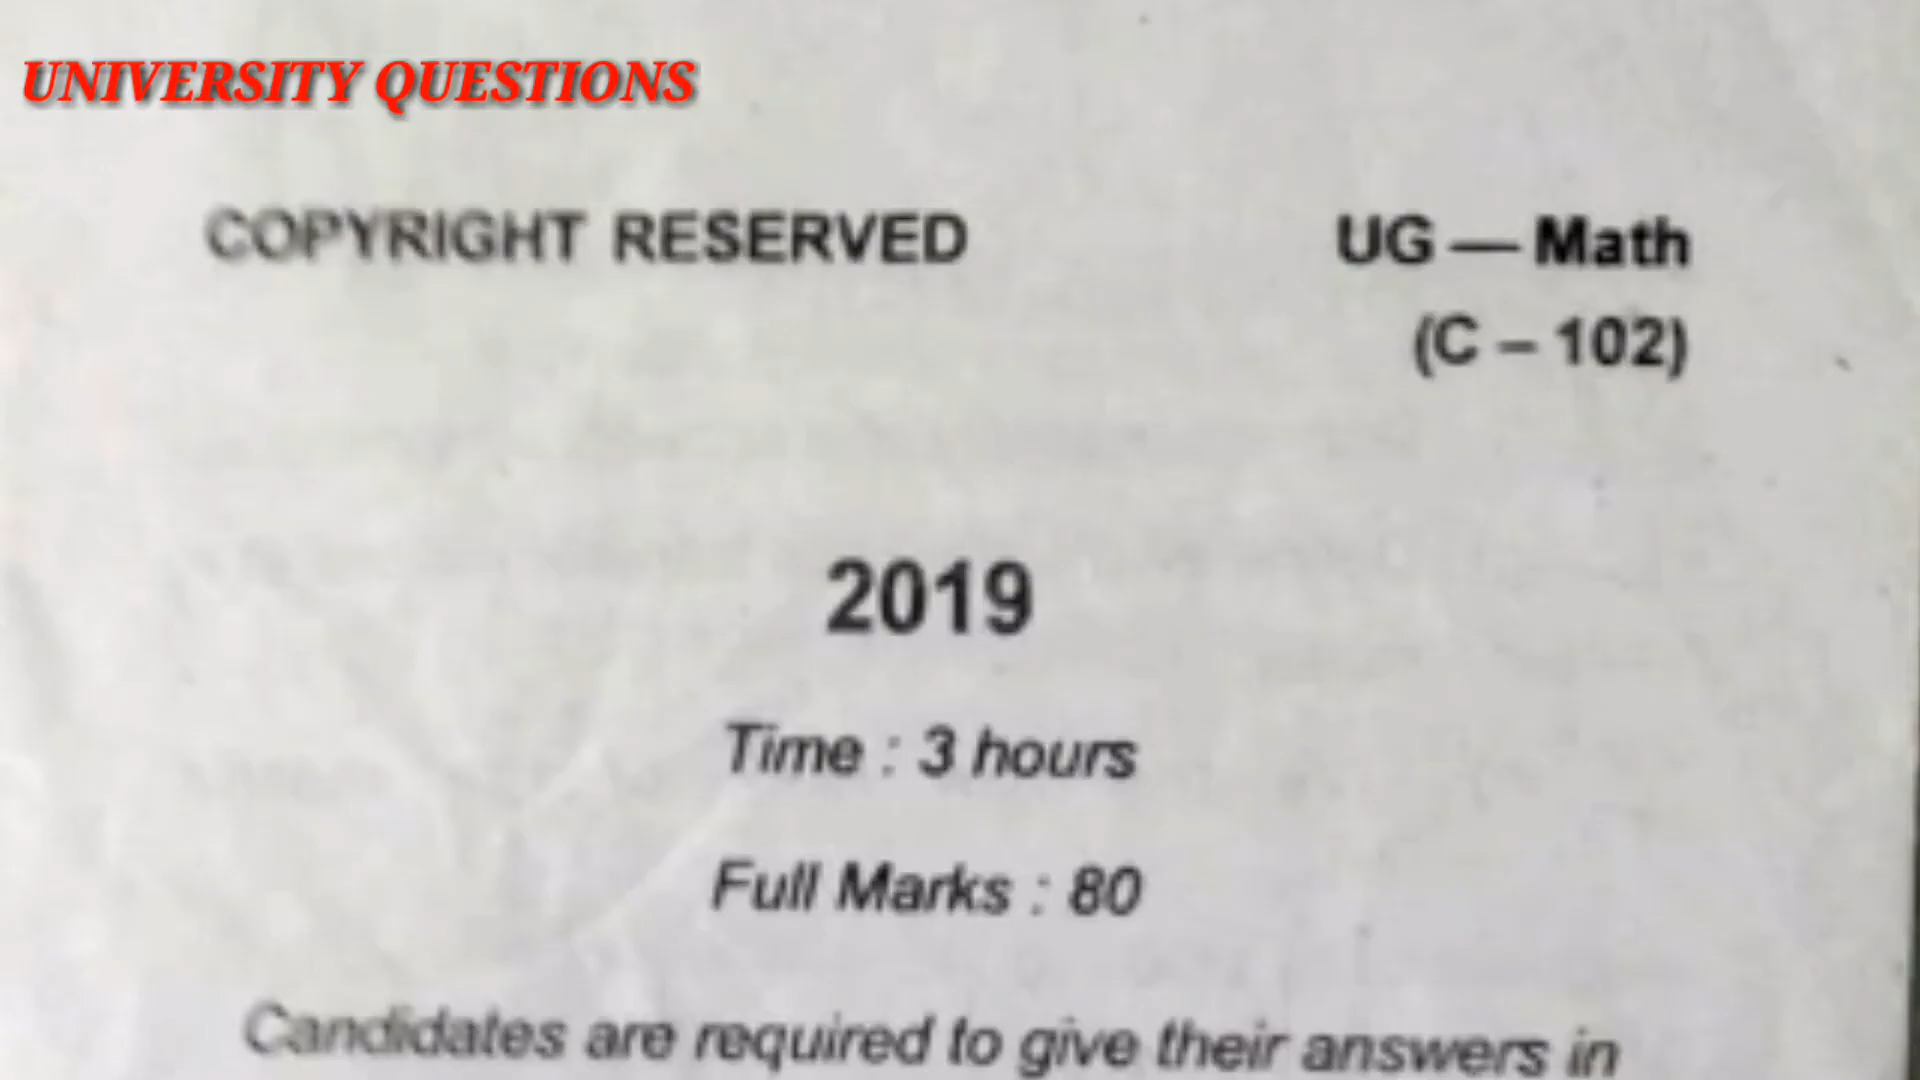 UNIVERSITY QUESTIONS
COPYRIGHT RESERVED
UG — Math
(C – 102)
2019
Time : 3 hours
Full Marks : 80
Candidates are required to give their answers in